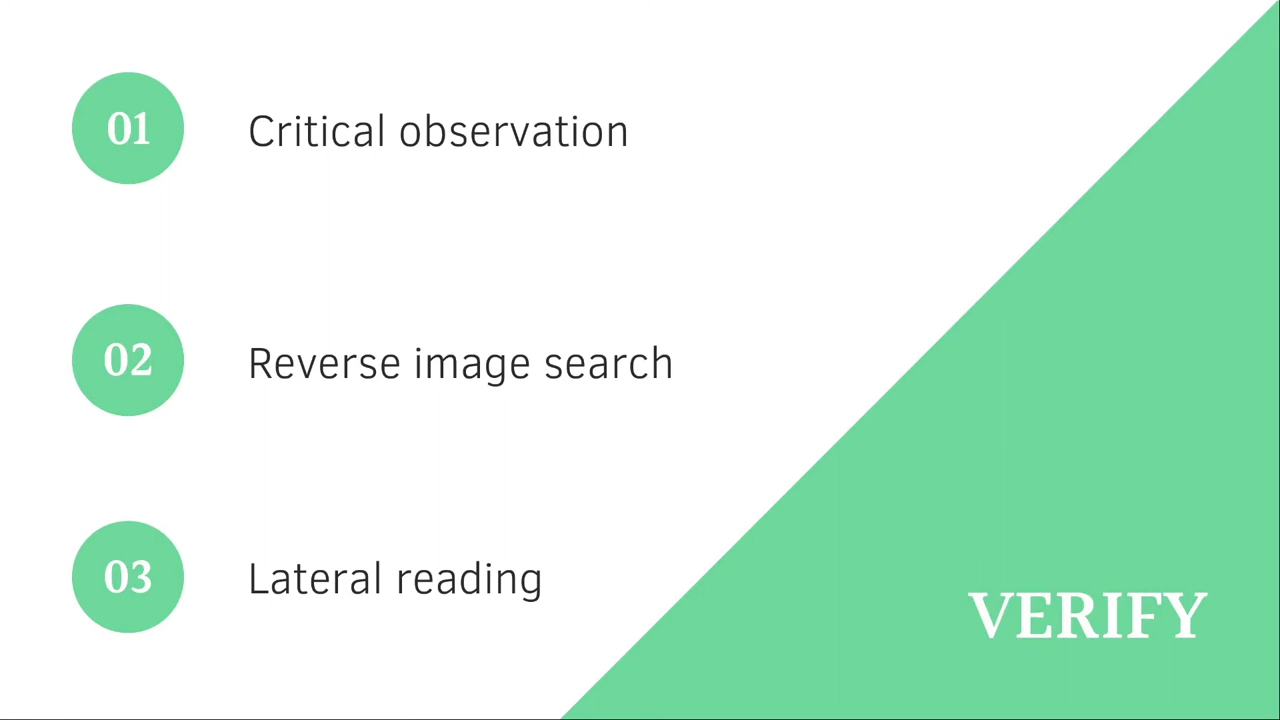 01
Critical observation
02
Reverse image search
03
Lateral reading
VERIFY